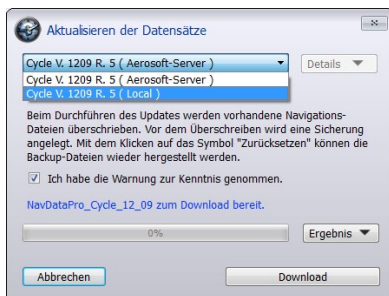 Aktualisieren der Datensätze
Cycle V. 1209 R. 5 ( Aerosoft-Server )
Details
Cycle V. 1209 R. 5 ( Aerosoft-Server )
Cycle V. 1209 R. 5 ( Local )
Beim Durchführen des Updates werden vorhandene Navigations-
Dateien überschrieben. Vor dem Überschreiben wird eine Sicherung
angelegt. Mit dem Klicken auf das Symbol "Zurücksetzen" können die
Backup-Dateien wieder hergestellt werden.
Ich habe die Warnung zur Kenntnis genommen.
NavDataPro_Cycle_12_09 zum Download bereit.
0%
Ergebnis
Abbrechen
Download